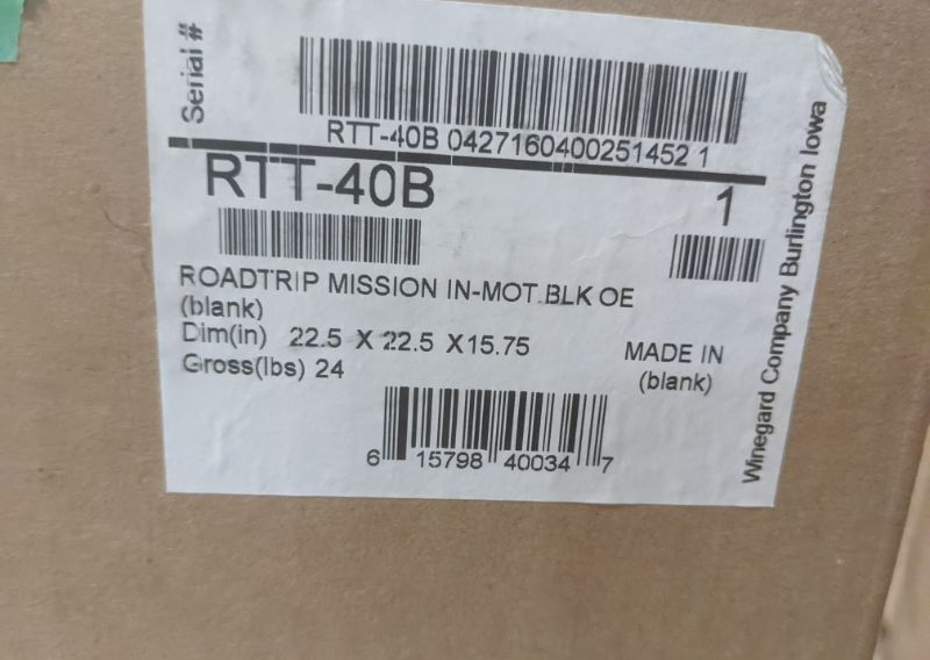 Serial #
RTT-40B 0427160400251452 1
RTT-40B
1
ROADTRIP MISSION IN-MOT BLK OE
(blank)
Dim(in) 22.5 X 22.5 X 15.75
Gross(lbs) 24
MADE IN
(blank)
6 15798 40034 7
Winegard Company Burlington Iowa